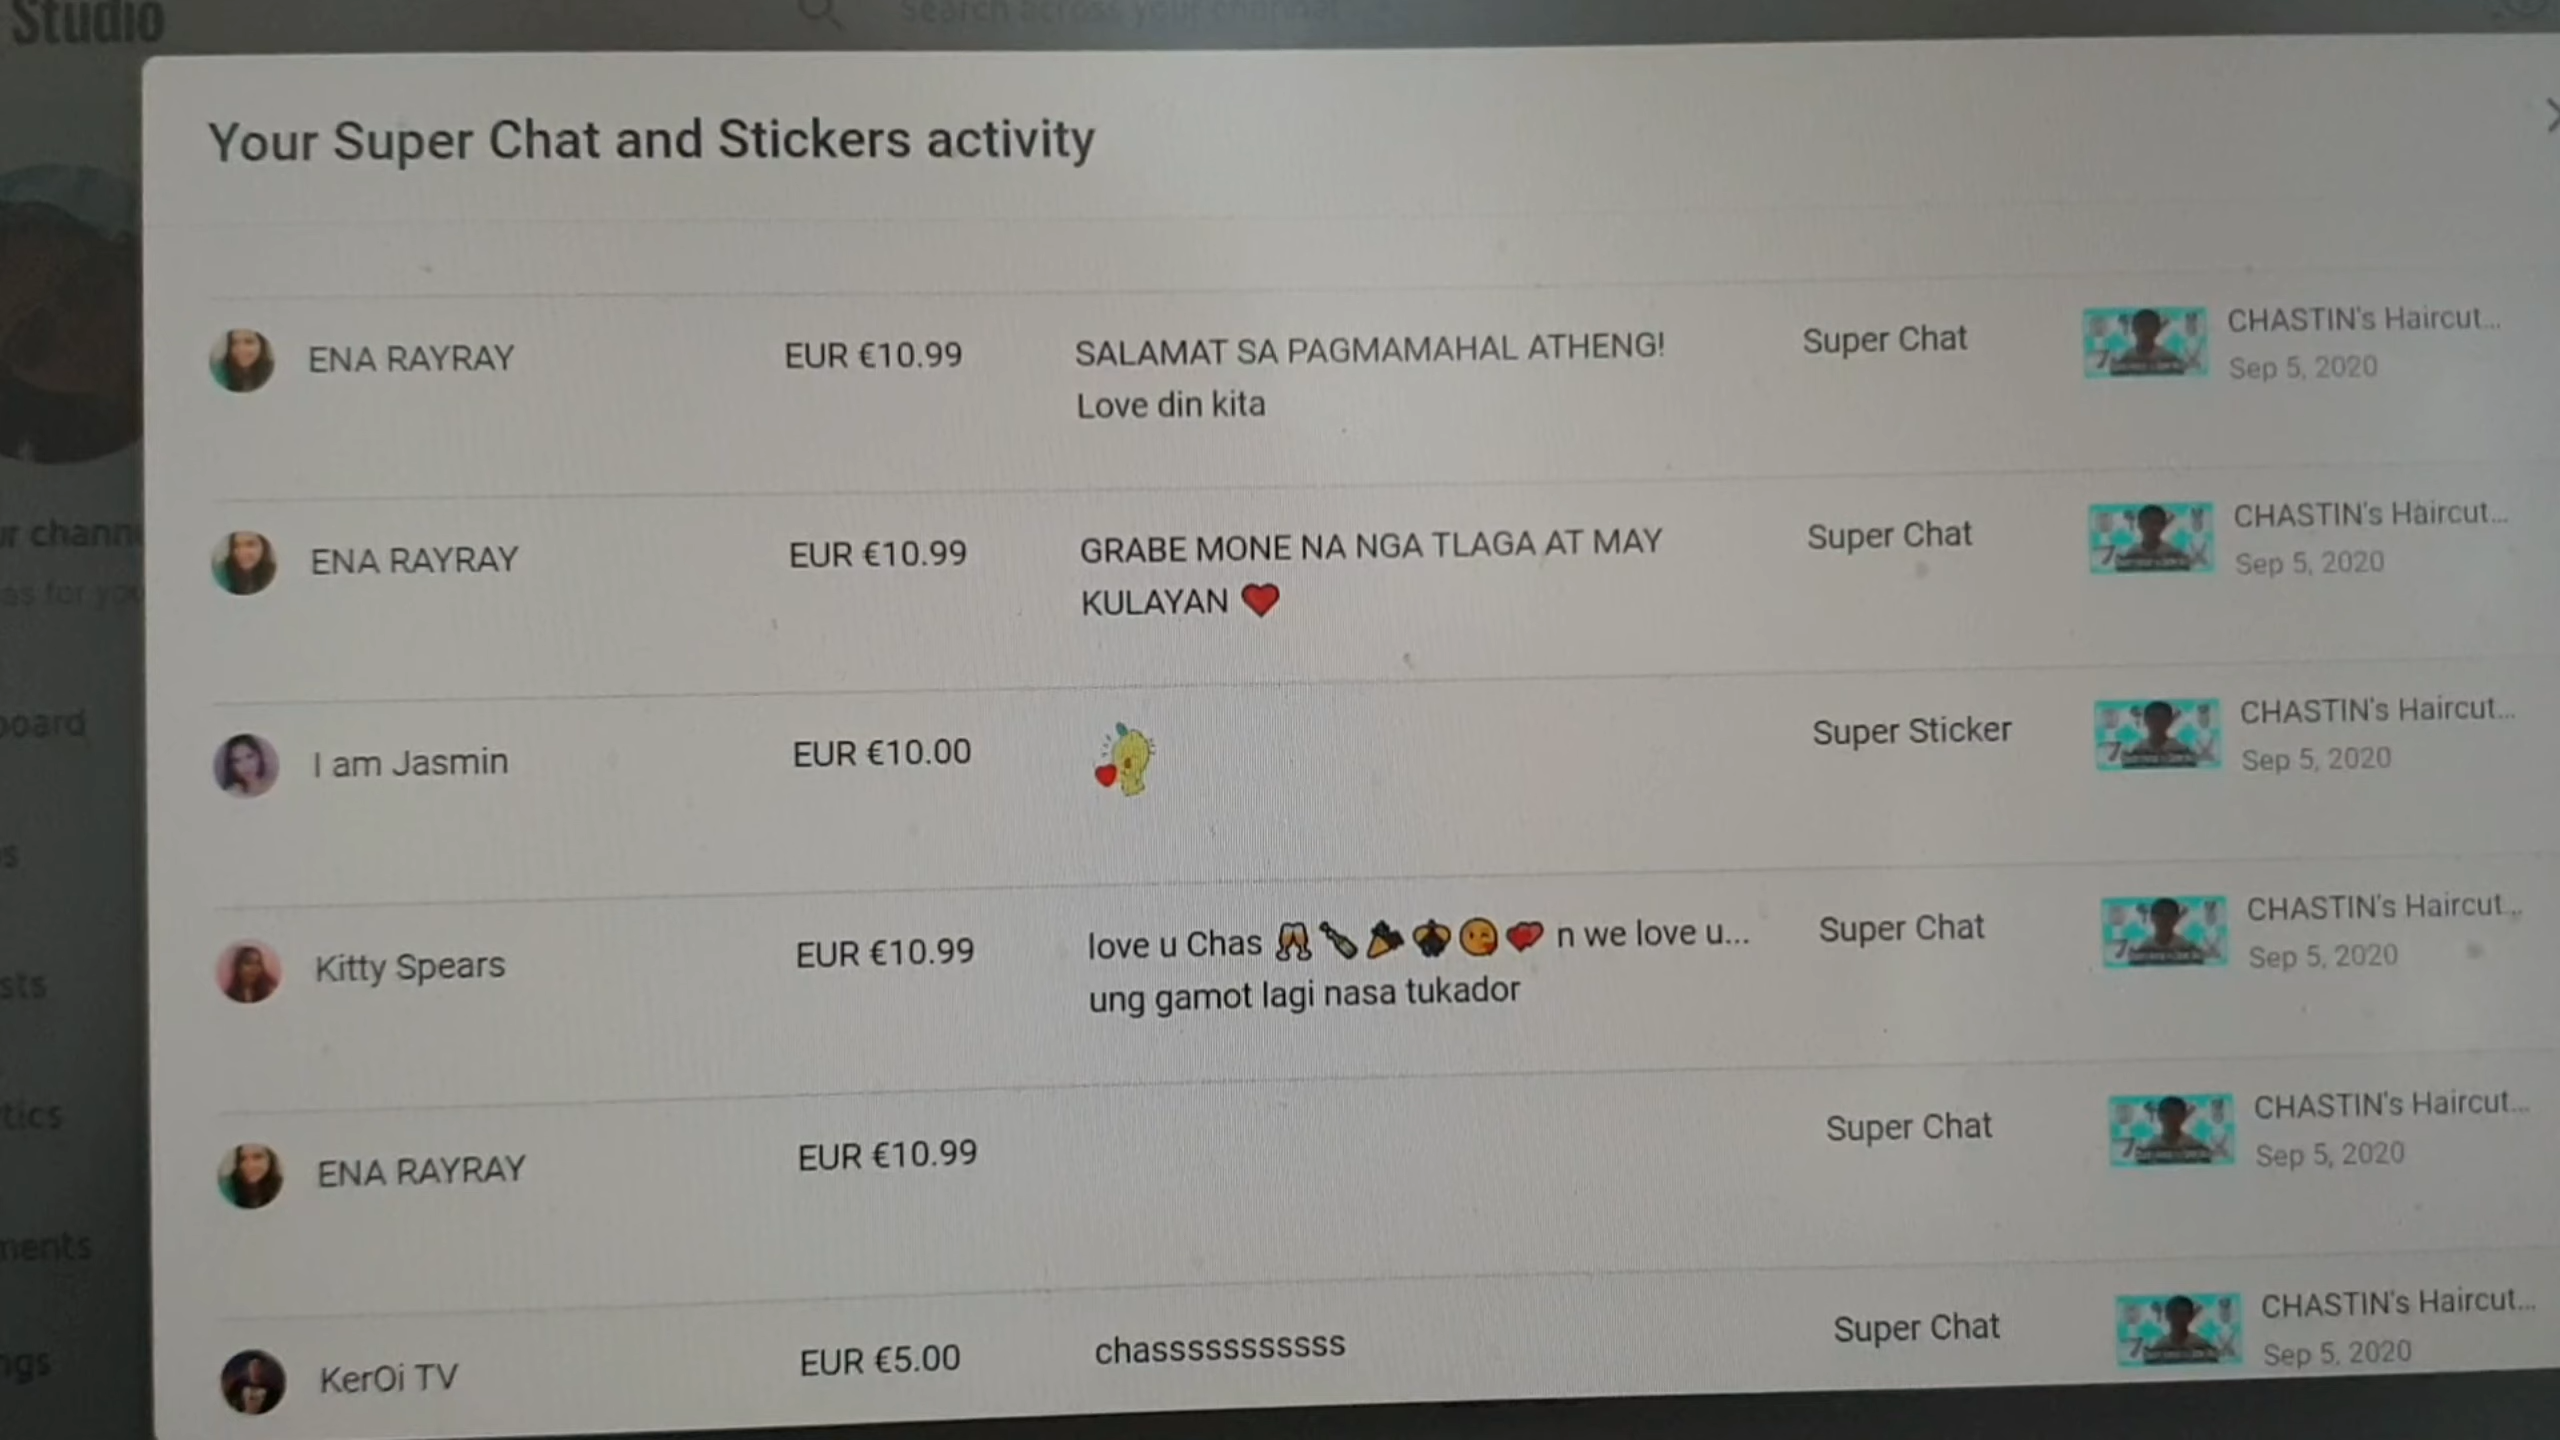 Studio
Search across your channel
Your Super Chat and Stickers activity
ENA RAYRAY EUR €10.99 SALAMAT SA PAGMAMAHAL ATHENG! Super Chat CHASTIN's Haircut...
Love din kita Sep 5, 2020
ENA RAYRAY EUR €10.99 GRABE MONE NA NGA TLAGA AT MAY Super Chat CHASTIN's Haircut...
KULAYAN ❤️ Sep 5, 2020
I am Jasmin EUR €10.00 Super Sticker CHASTIN's Haircut...
Sep 5, 2020
Kitty Spears EUR €10.99 love u Chas n we love u... Super Chat CHASTIN's Haircut...
ung gamot lagi nasa tukador Sep 5, 2020
ENA RAYRAY EUR €10.99 Super Chat CHASTIN's Haircut...
Sep 5, 2020
KerOi TV EUR €5.00 chasssssssssss Super Chat CHASTIN's Haircut...
Sep 5, 2020